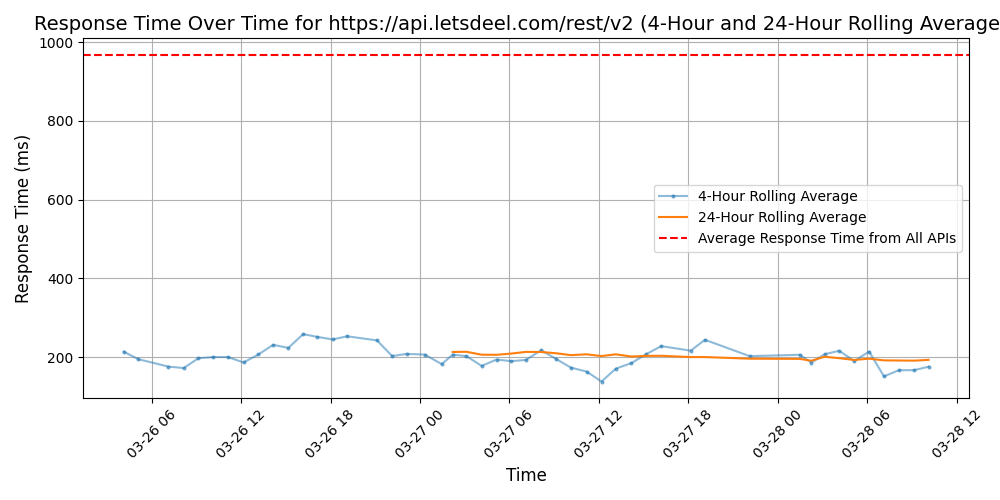 Response Time Over Time for https://api.letsdeel.com/rest/v2 (4-Hour and 24-Hour Rolling Average
1000
800
600
400
200
Response Time (ms)
4-Hour Rolling Average
24-Hour Rolling Average
Average Response Time from All APIs
03-26 06
03-26 12
03-26 18
03-27 00
03-27 06
03-27 12
03-27 18
03-28 00
03-28 06
03-28 12
Time